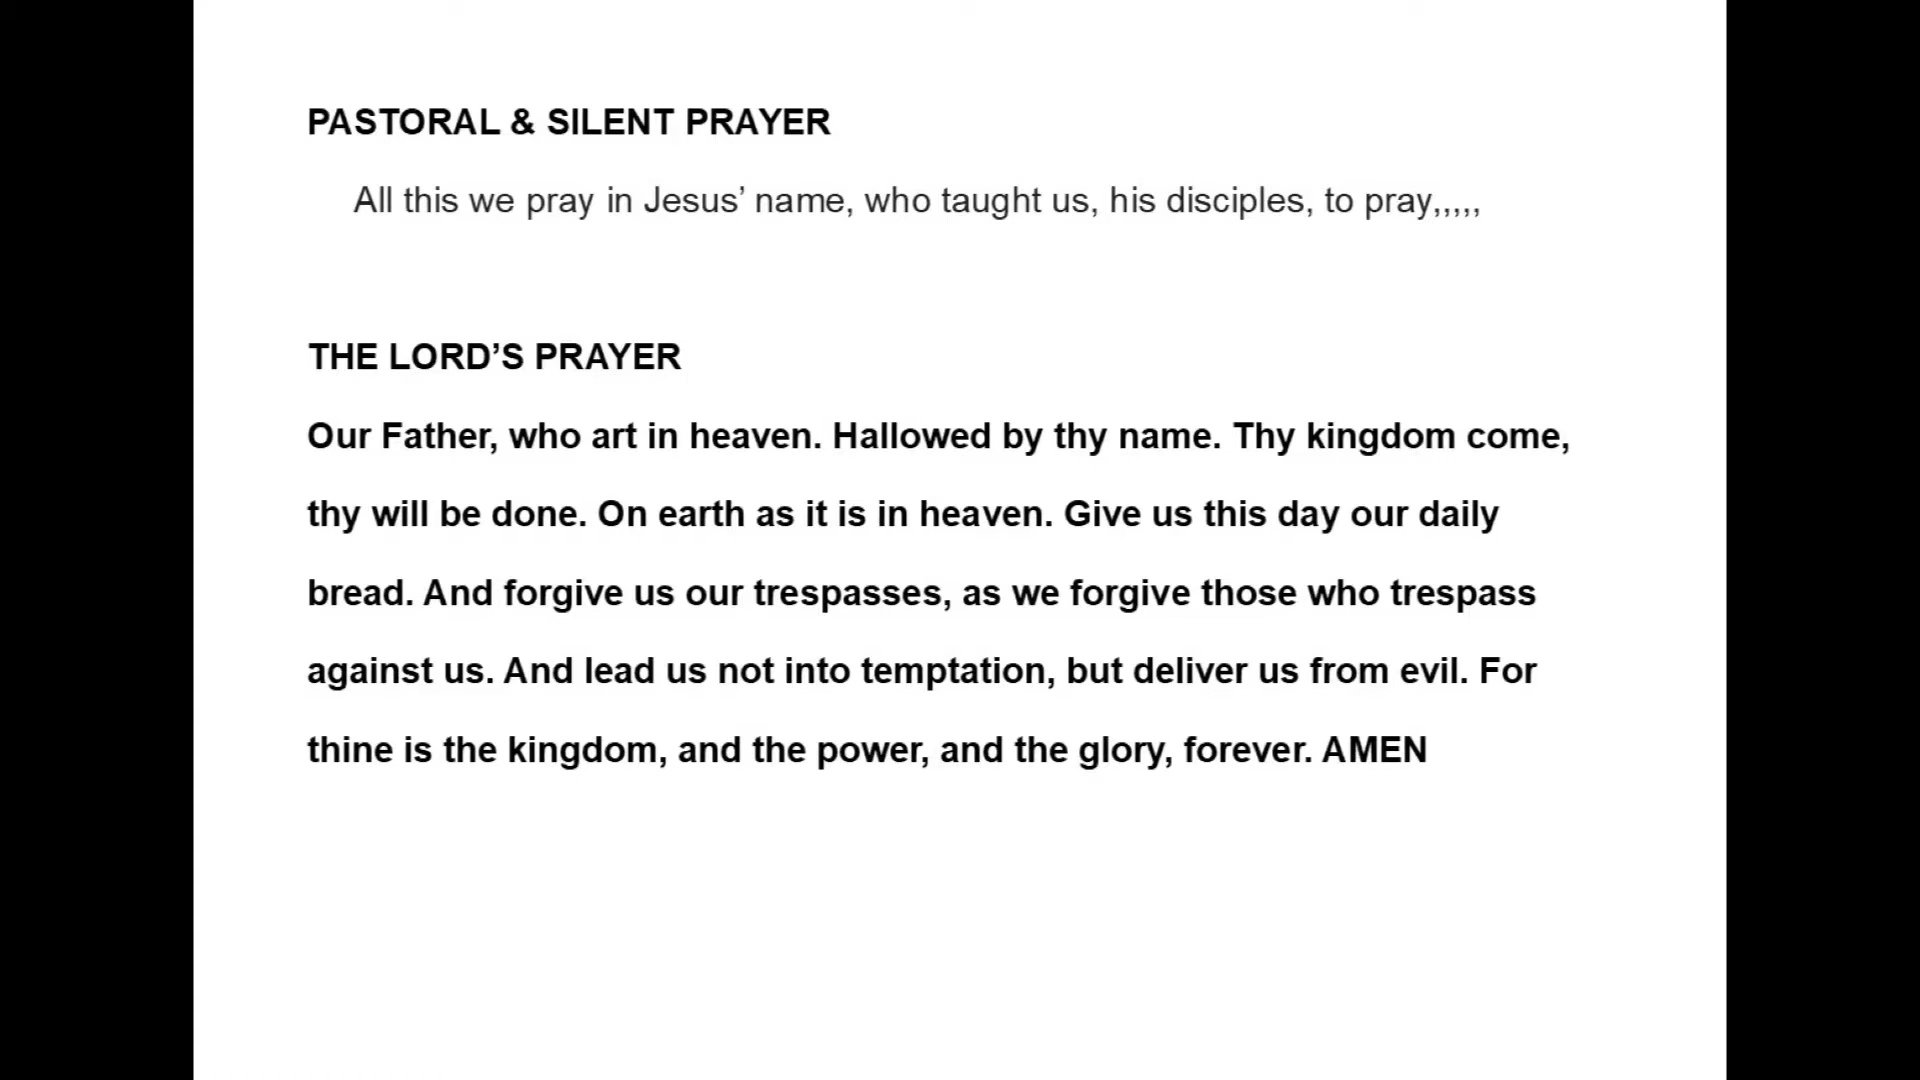 PASTORAL & SILENT PRAYER
All this we pray in Jesus’ name, who taught us, his disciples, to pray,,,,,
THE LORD’S PRAYER
Our Father, who art in heaven. Hallowed by thy name. Thy kingdom come,
thy will be done. On earth as it is in heaven. Give us this day our daily
bread. And forgive us our trespasses, as we forgive those who trespass
against us. And lead us not into temptation, but deliver us from evil. For
thine is the kingdom, and the power, and the glory, forever. AMEN